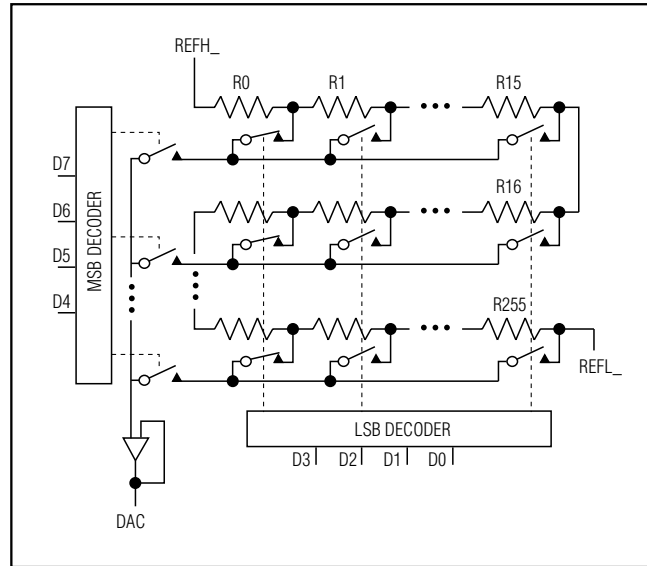 REFH_
R0
R1
R15
D7
D6
D5
D4
MSB DECODER
R16
R255
REFL_
LSB DECODER
D3
D2
D1
D0
DAC